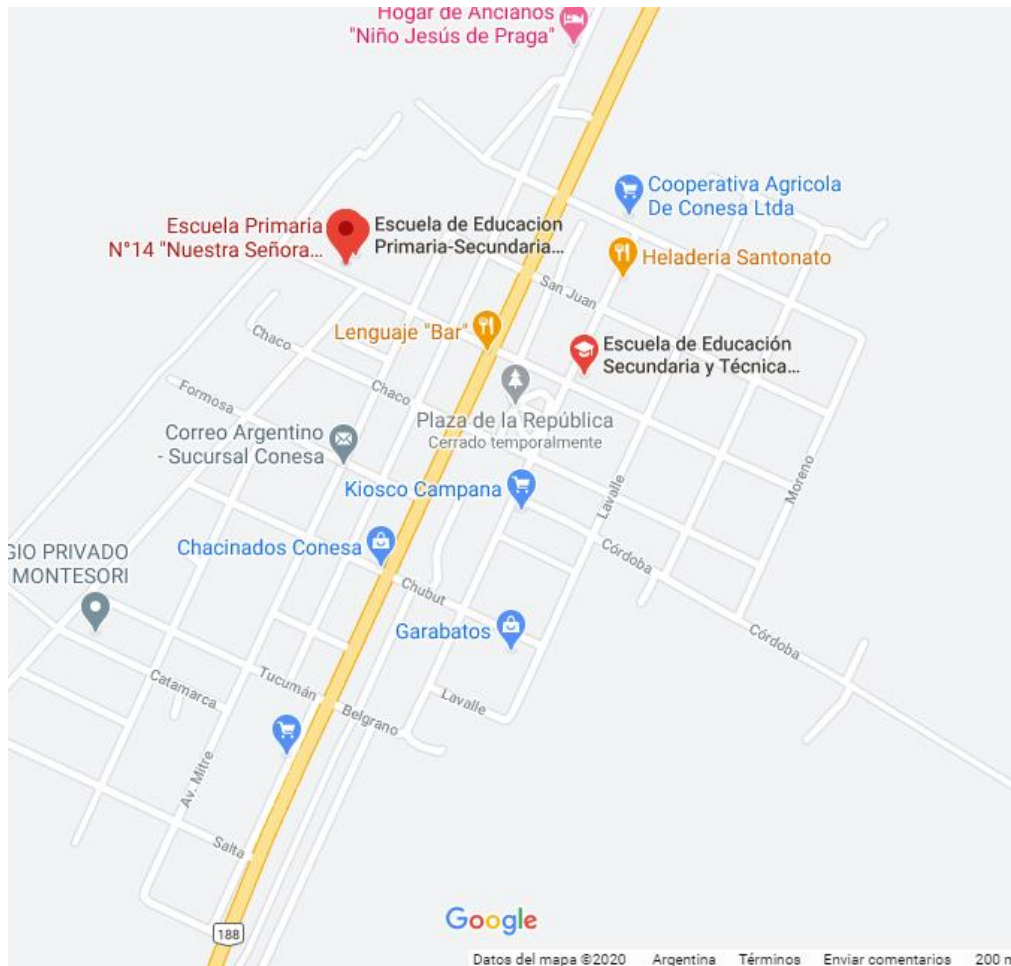 Hogar de Ancianos
"Niño Jesús de Praga"
Cooperativa Agricola
De Conesa Ltda
Escuela Primaria
N°14 "Nuestra Señora...
Escuela de Educacion
Primaria-Secundaria...
Heladeria Santonato
San Juan
Lenguaje "Bar"
Chaco
Escuela de Educación
Secundaria y Técnica...
Chaco
Formosa
Plaza de la República
Cerrado temporalmente
Correo Argentino
- Sucursal Conesa
Kiosco Campana
Lavalle
Moreno
Chacinados Conesa
Córdoba
GIO PRIVADO
MONTESORI
Chubut
Garabatos
Córdoba
Tucumán
Catamarca
Lavalle
Belgrano
Av. Mitre
Salta
188
Google
Datos del mapa ©2020 Argentina Términos Enviar comentarios 200 m